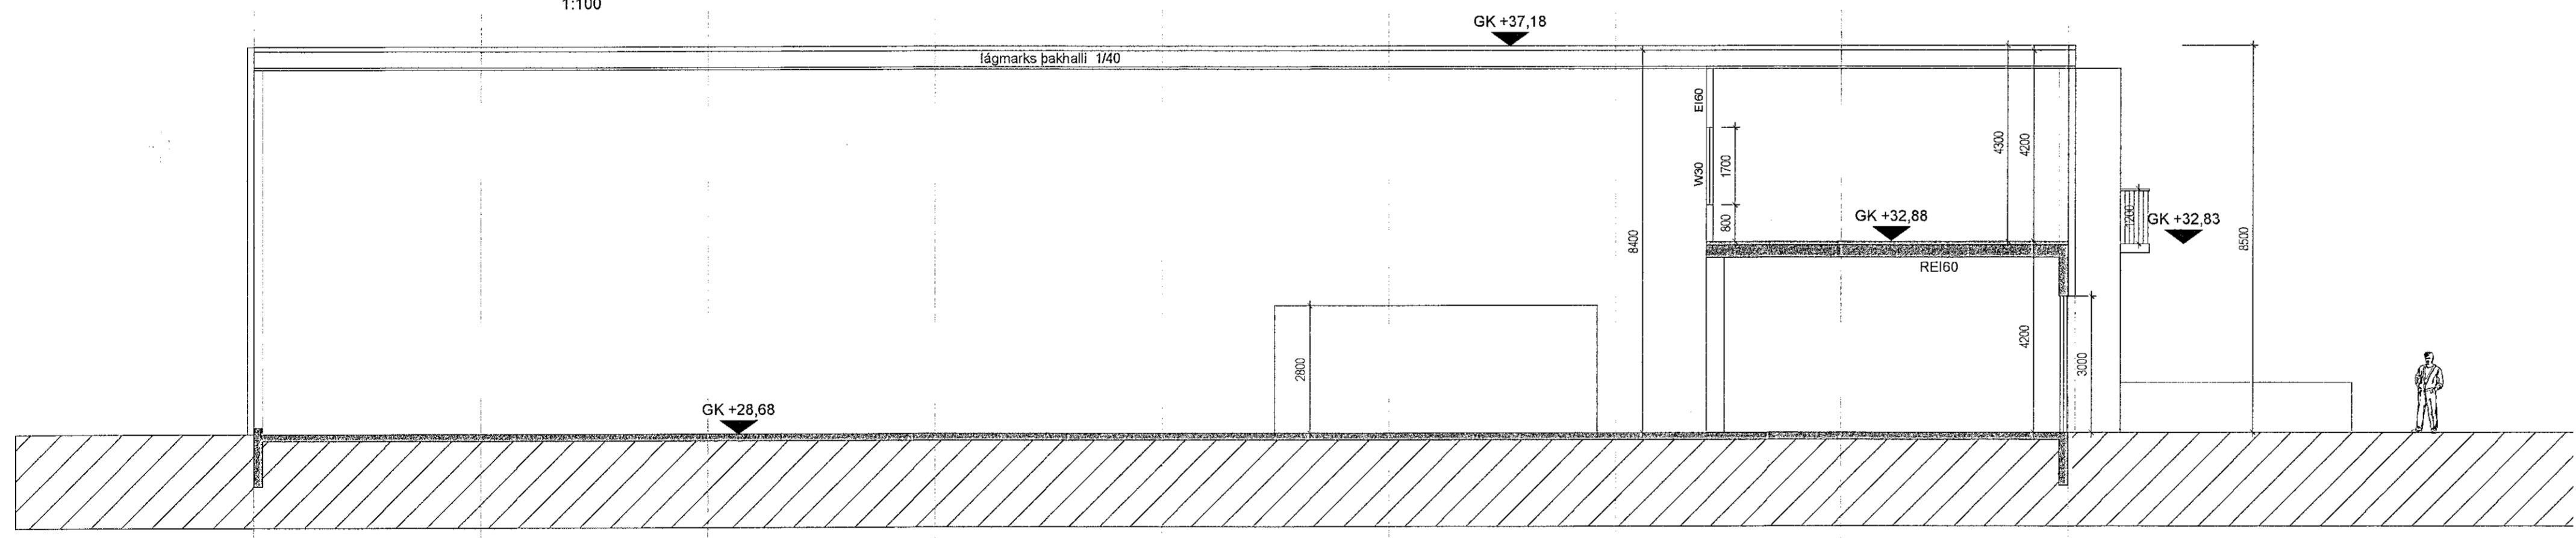 1:100
GK +37,18
lágmarks þakhalli 1/40
EI60
W30
1700
800
4300
4200
GK +32,88
1200
GK +32,83
8400
8500
REI60
2800
4200
3000
GK +28,68